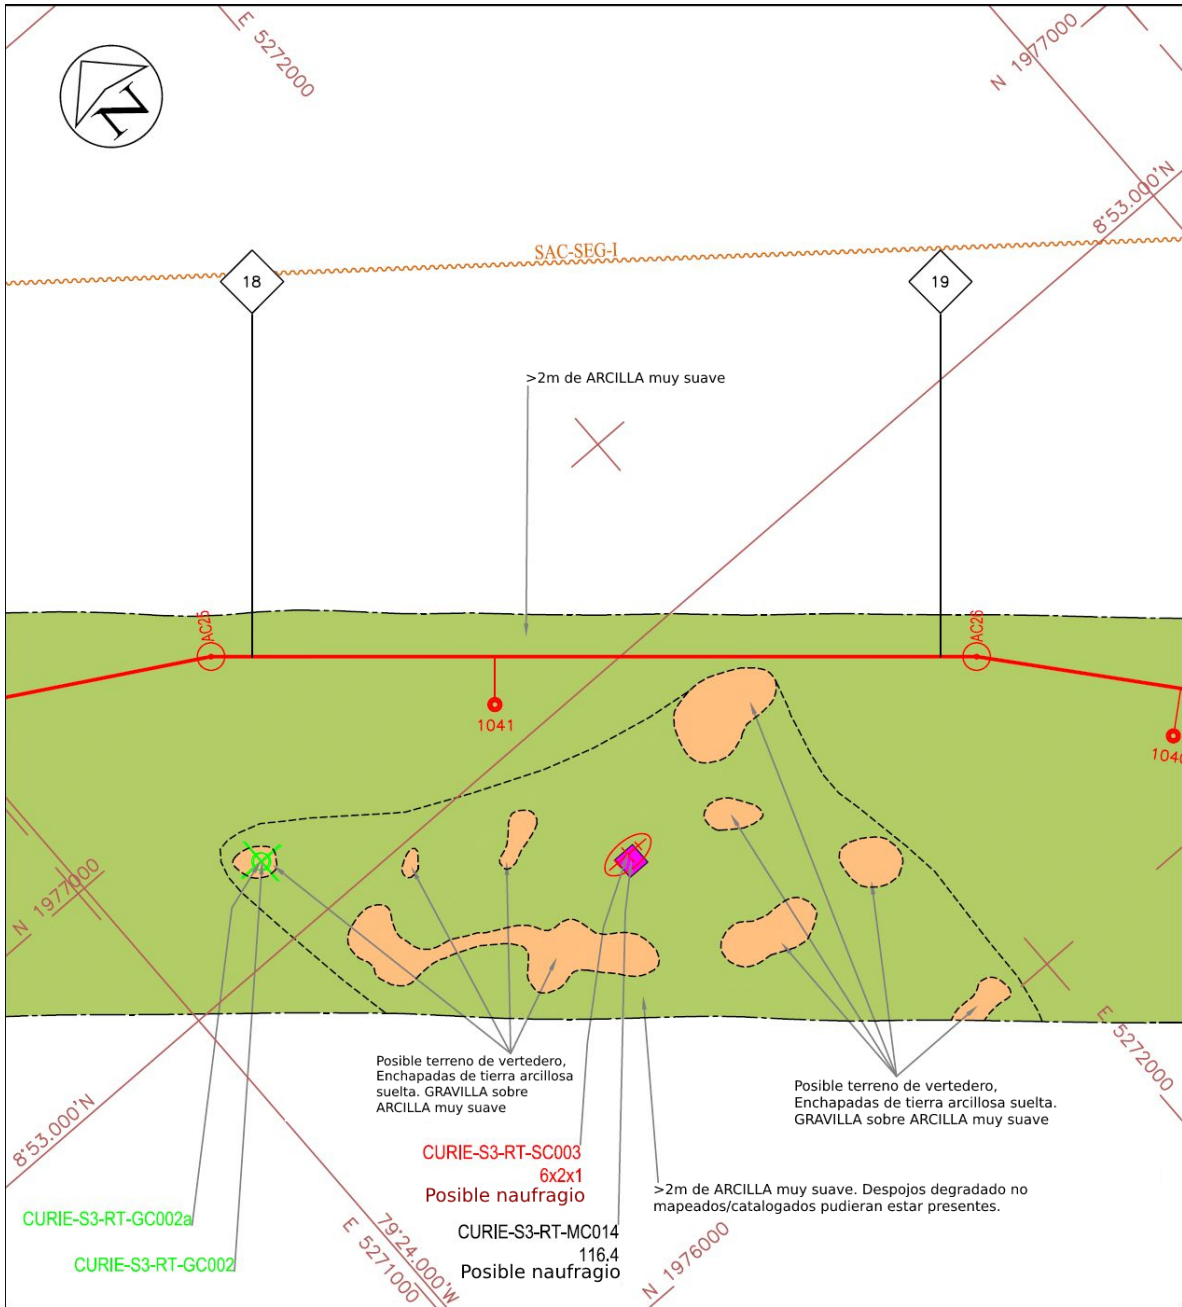 E 5272000
N 1977000
N
8°53.000'N
SAC-SEG-I
18
19
>2m de ARCILLA muy suave
AC25
AC26
1041
1040
N 1977000
E 5272000
Posible terreno de vertedero,
Enchapadas de tierra arcillosa
suelta. GRAVILLA sobre
ARCILLA muy suave
Posible terreno de vertedero,
Enchapadas de tierra arcillosa suelta.
GRAVILLA sobre ARCILLA muy suave
8°53.000'N
CURIE-S3-RT-SC003
6x2x1
Posible naufragio
>2m de ARCILLA muy suave. Despojos degradado no
mapeados/catalogados pudieran estar presentes.
CURIE-S3-RT-GC002a
CURIE-S3-RT-GC002
CURIE-S3-RT-MC014
116.4
Posible naufragio
79°24.000'W
E 5271000
N 1976000